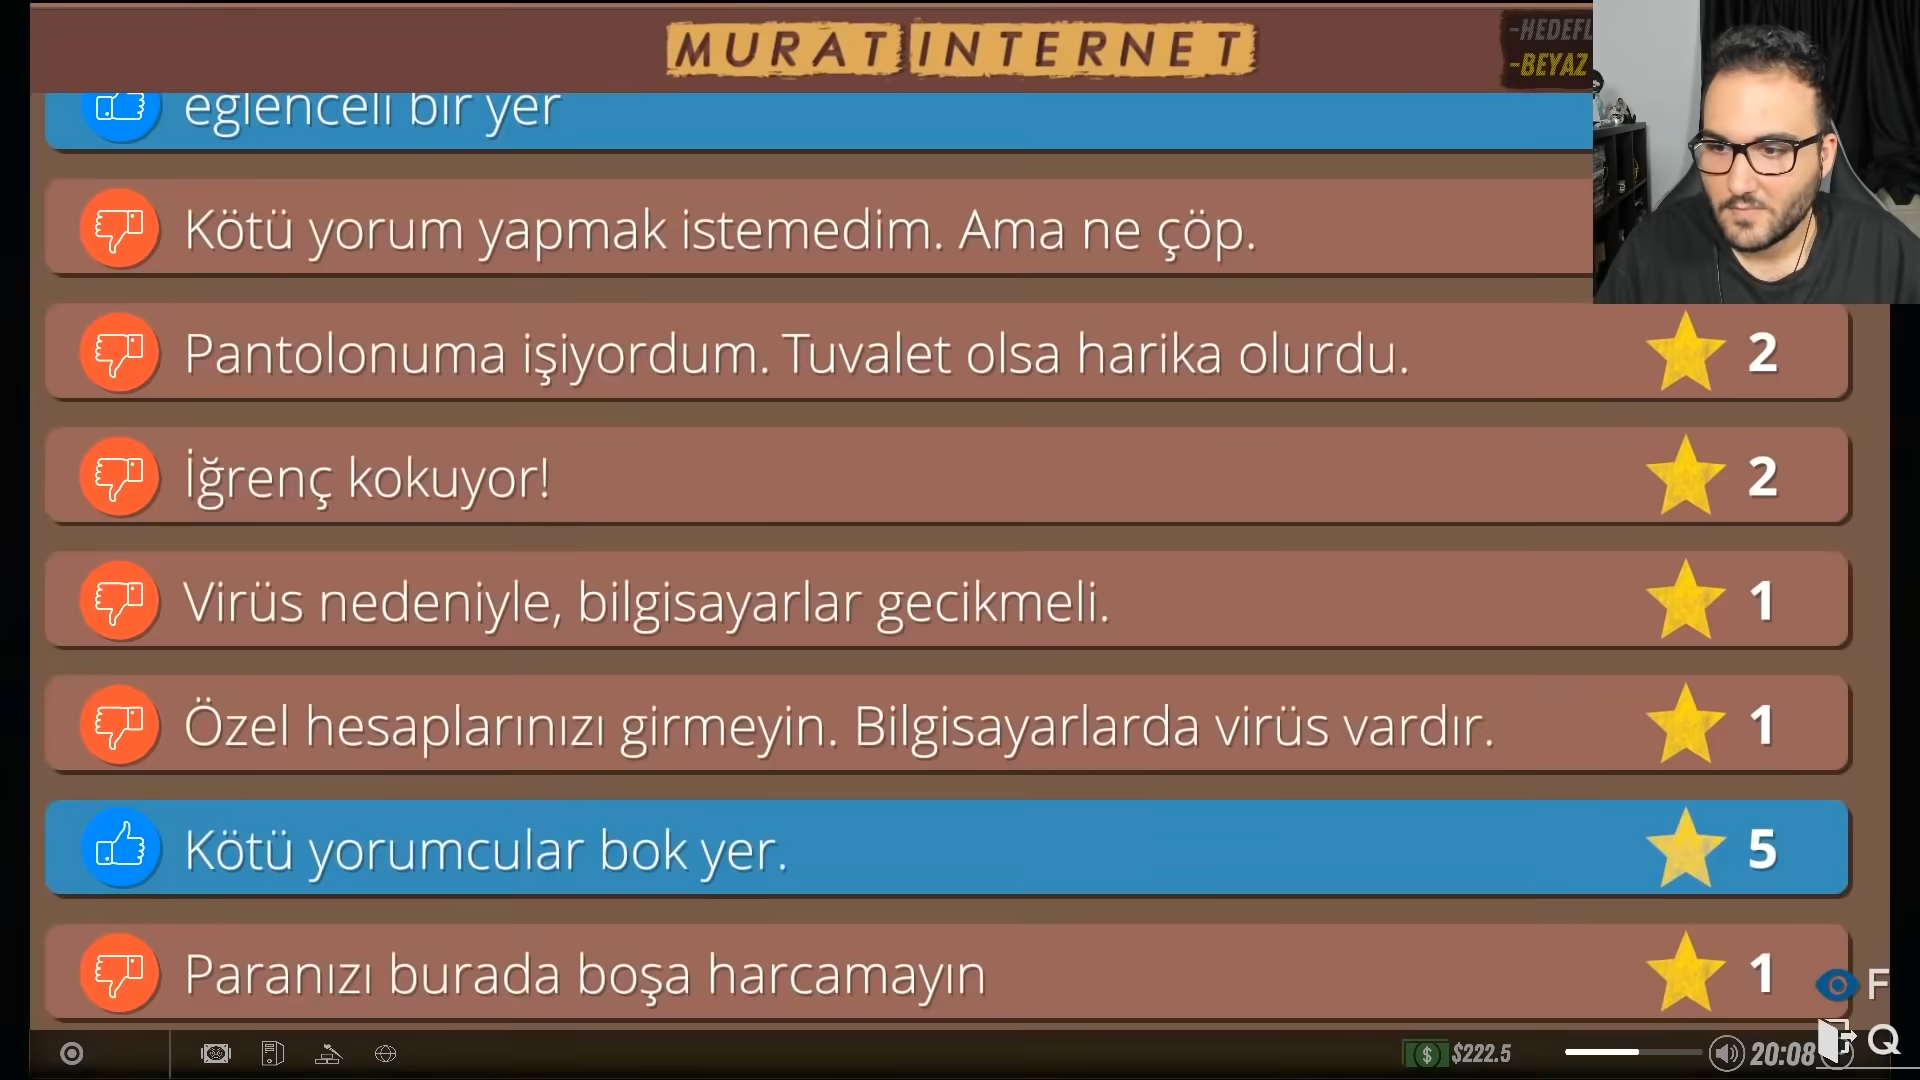 MURAT INTERNET
-HEDEFL
-BEYAZ
eğlenceli bir yer
Kötü yorum yapmak istemedim. Ama ne çöp.
Pantolonuma işiyordum. Tuvalet olsa harika olurdu. 2
İğrenç kokuyor! 2
Virüs nedeniyle, bilgisayarlar gecikmeli. 1
Özel hesaplarınızı girmeyin. Bilgisayarlarda virüs vardır. 1
Kötü yorumcular bok yer. 5
Paranızı burada boşa harcamayın 1
F
$222.5
20:08
Q